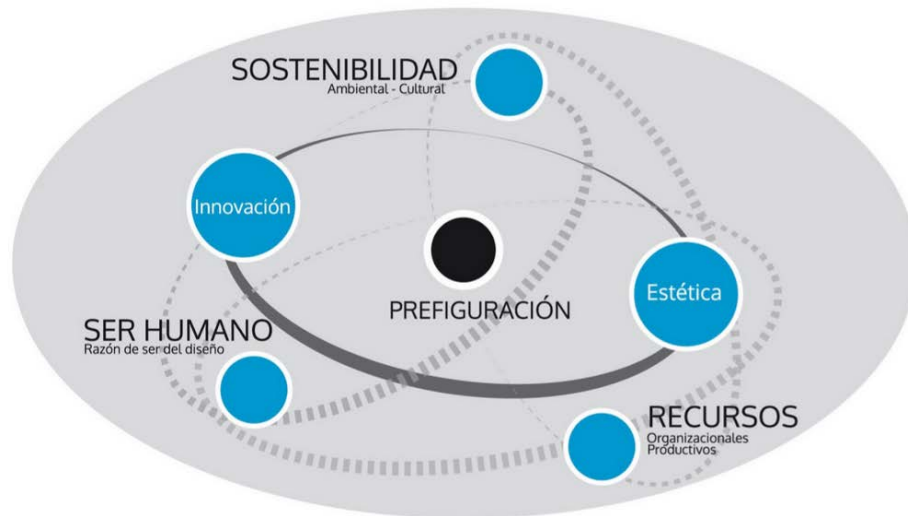 SOSTENIBILIDAD
Ambiental - Cultural
Innovación
Estética
PREFIGURACIÓN
SER HUMANO
Razón de ser del diseño
RECURSOS
Organizacionales
Productivos